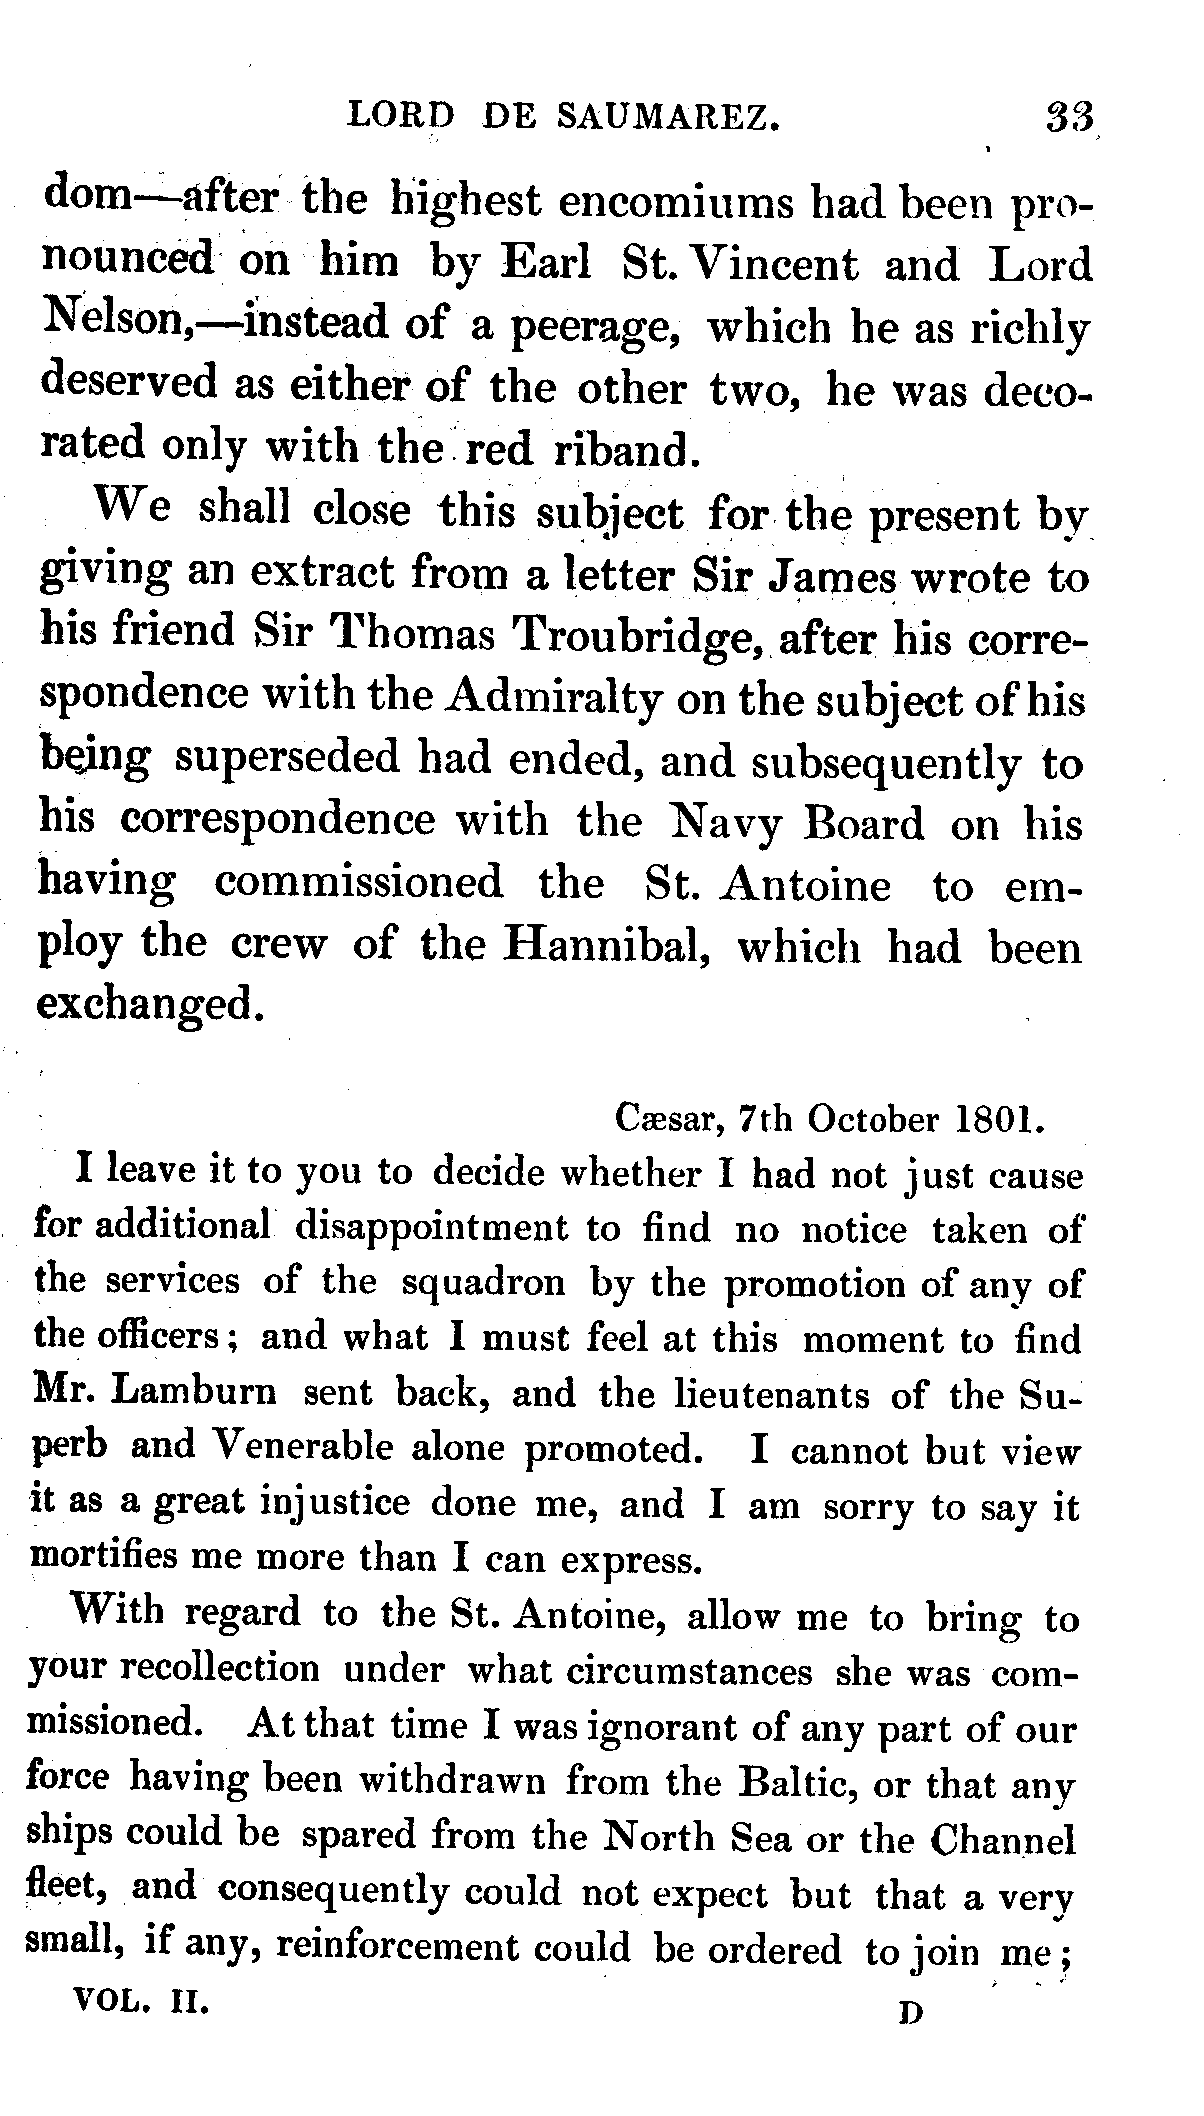 LORD DE SAUMAREZ. 33
dom—after the highest encomiums had been pro-
nounced on him by Earl St. Vincent and Lord
Nelson,—instead of a peerage, which he as richly
deserved as either of the other two, he was deco-
rated only with the red riband.
We shall close this subject for the present by
giving an extract from a letter Sir James wrote to
his friend Sir Thomas Troubridge, after his corre-
spondence with the Admiralty on the subject of his
being superseded had ended, and subsequently to
his correspondence with the Navy Board on his
having commissioned the St. Antoine to em-
ploy the crew of the Hannibal, which had been
exchanged.
Cæsar, 7th October 1801.
I leave it to you to decide whether I had not just cause
for additional disappointment to find no notice taken of
the services of the squadron by the promotion of any of
the officers; and what I must feel at this moment to find
Mr. Lamburn sent back, and the lieutenants of the Su-
perb and Venerable alone promoted. I cannot but view
it as a great injustice done me, and I am sorry to say it
mortifies me more than I can express.
With regard to the St. Antoine, allow me to bring to
your recollection under what circumstances she was com-
missioned. At that time I was ignorant of any part of our
force having been withdrawn from the Baltic, or that any
ships could be spared from the North Sea or the Channel
fleet, and consequently could not expect but that a very
small, if any, reinforcement could be ordered to join me;
VOL. II. D